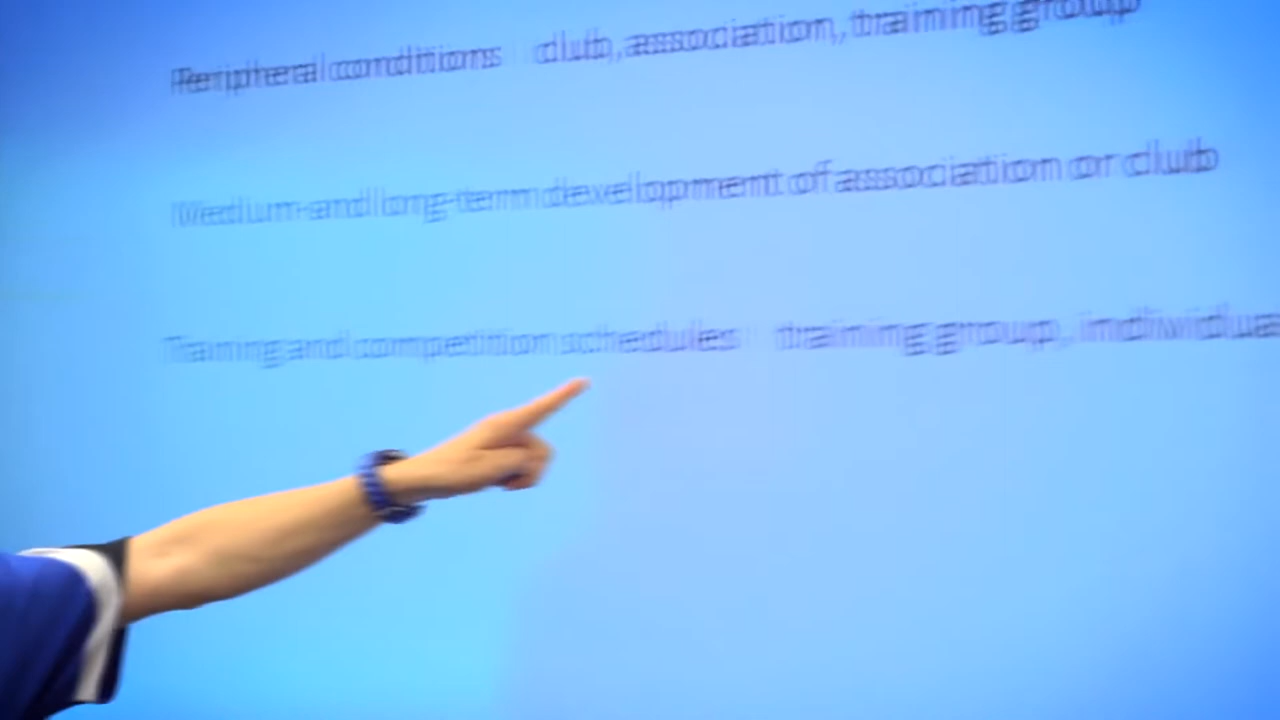 Peripheral conditions club, association, training group
Medium-and long-term development of association or club
Training and competition schedules training group, individual